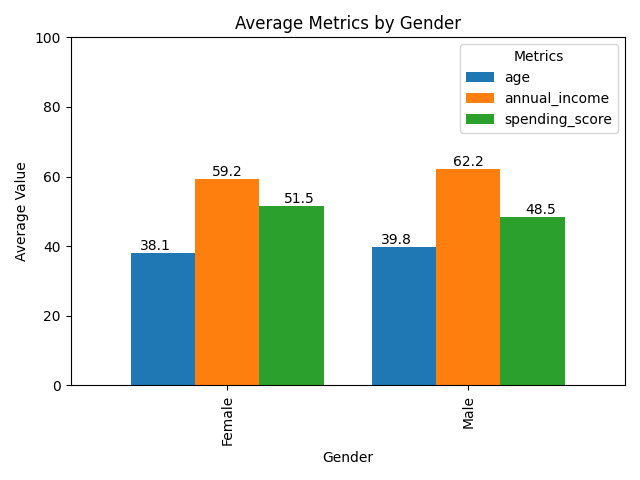 Average Metrics by Gender
Metrics
age
annual_income
spending_score
Average Value
100
80
60
40
20
0
38.1
59.2
51.5
39.8
62.2
48.5
Female
Male
Gender